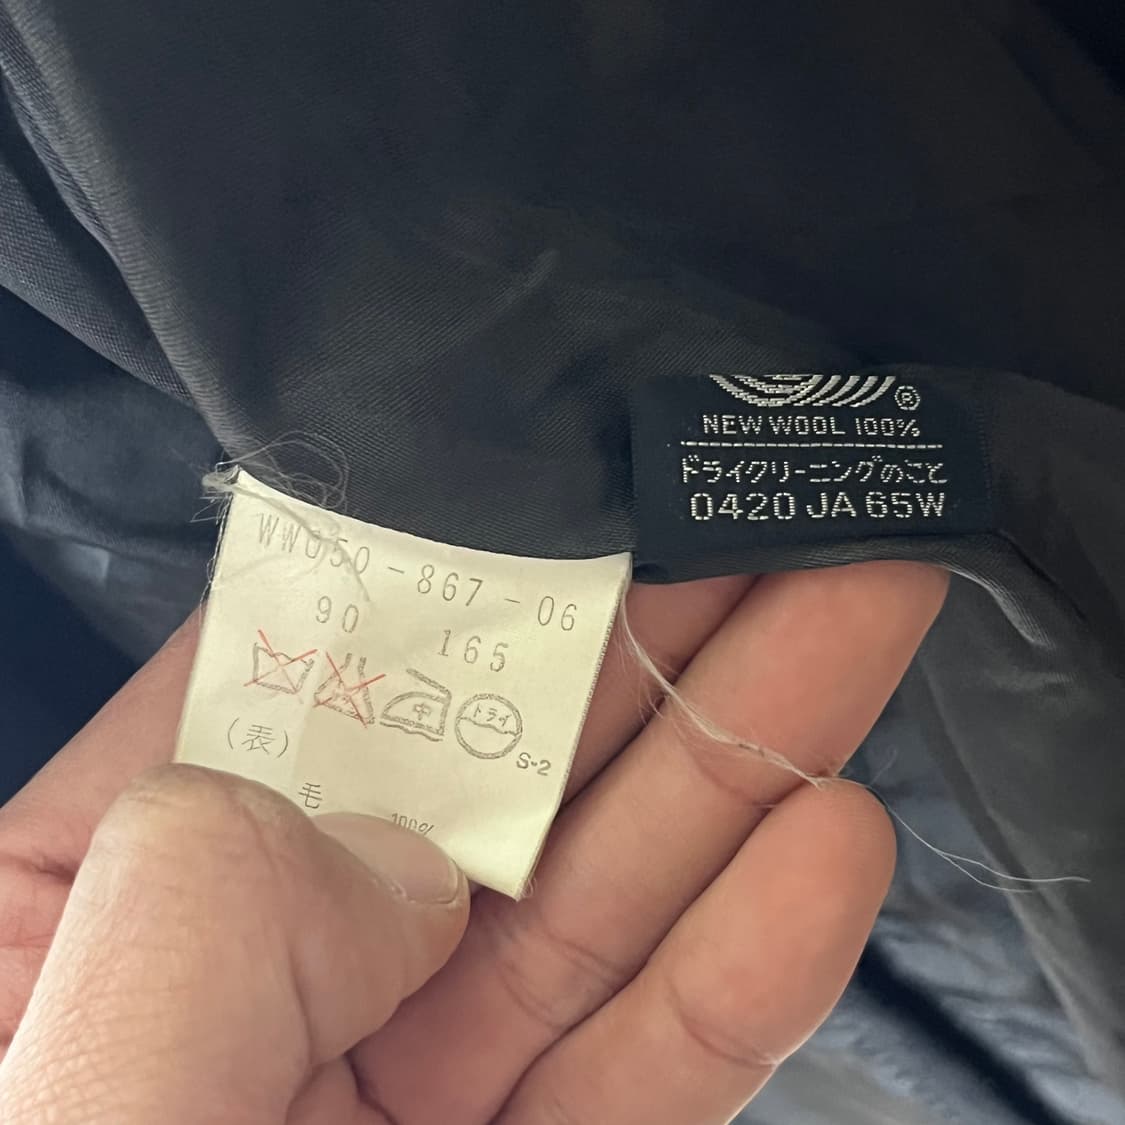 ®
NEW WOOL 100%
ドライクリーニングのこと
0420 JA 65W
WW050-867-06
90 165
中 ドライ
S-2
(表)
毛 100%